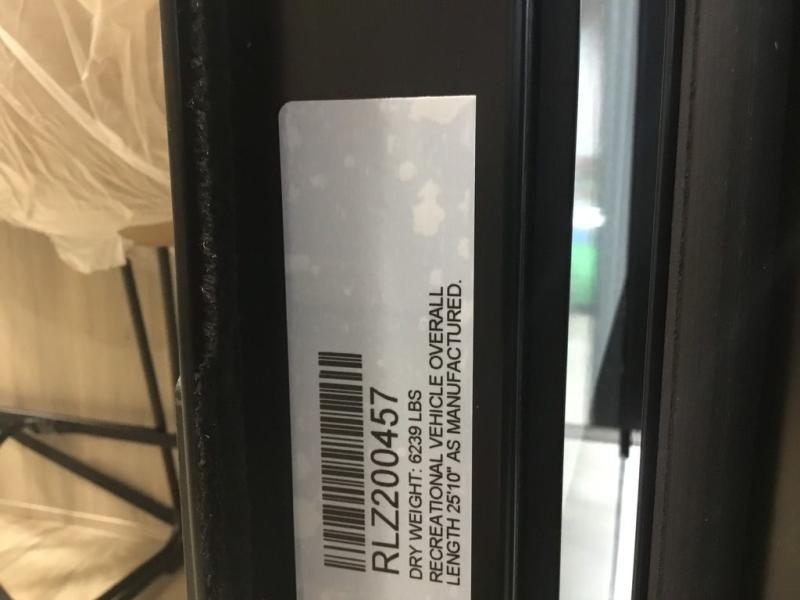 RLZ200457
DRY WEIGHT: 6239 LBS
RECREATIONAL VEHICLE OVERALL
LENGTH 25'10" AS MANUFACTURED.